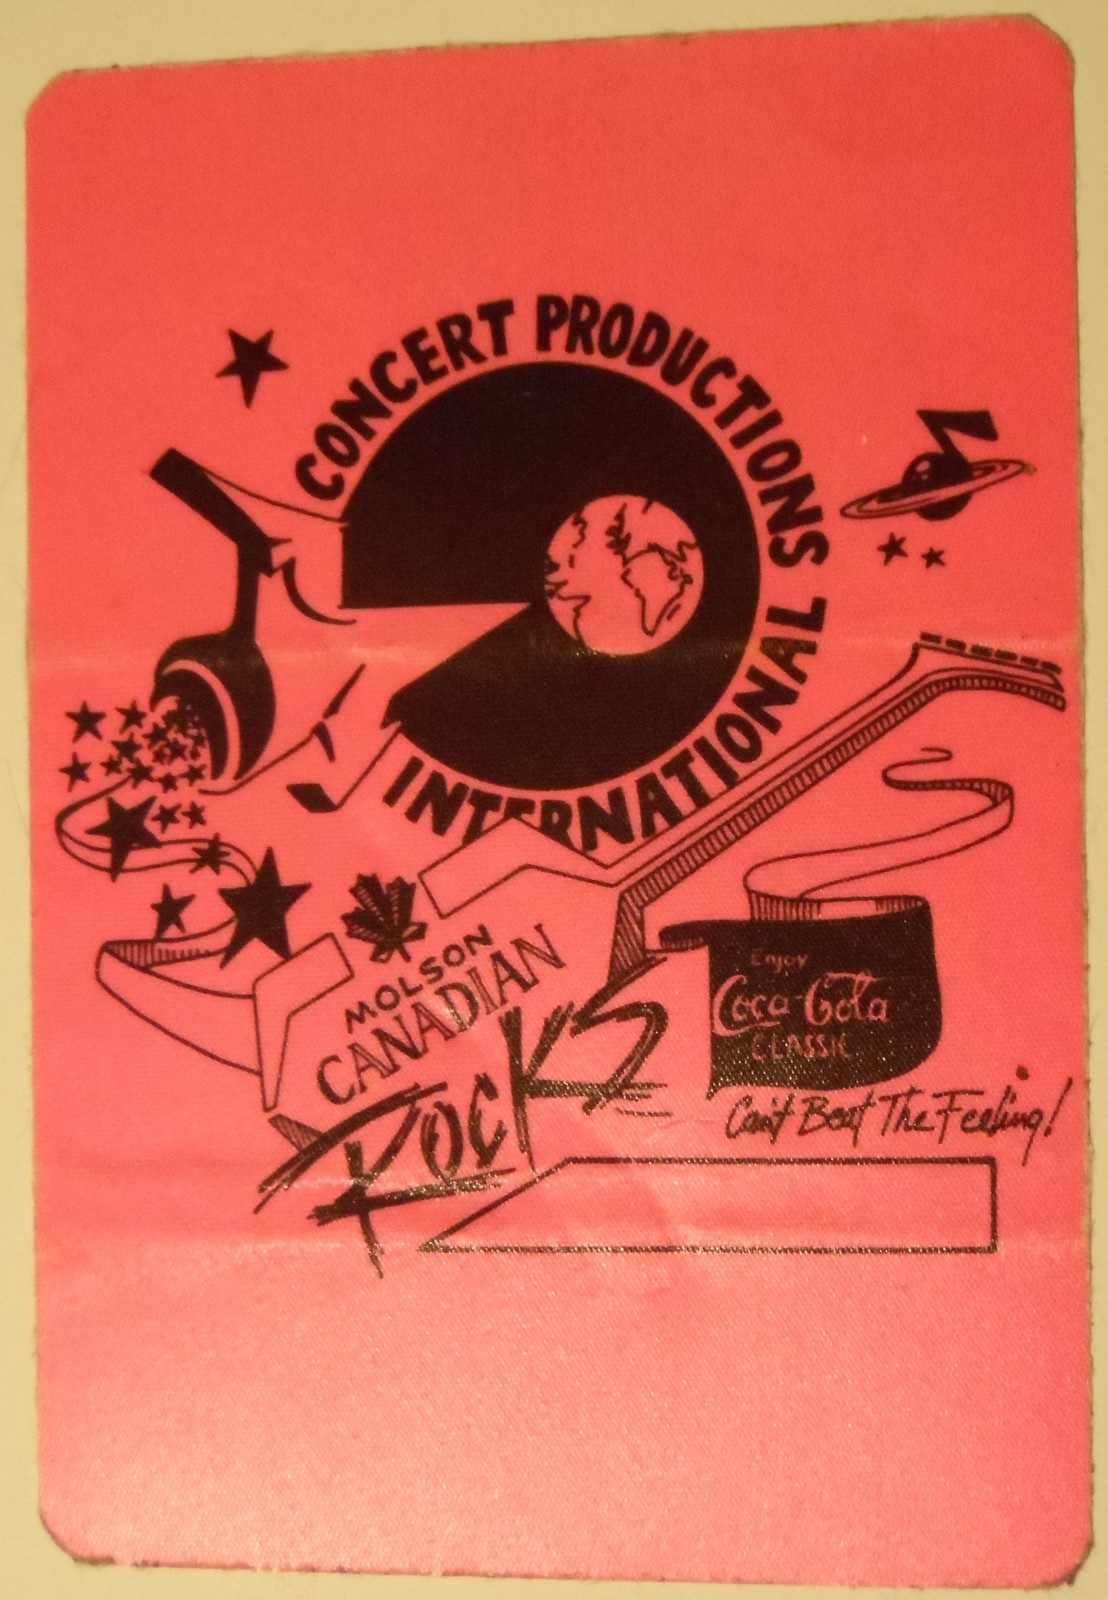 CONCERT PRODUCTIONS
INTERNATIONAL
MOLSON
CANADIAN
ROCKS
Enjoy
Coca-Cola
CLASSIC
Can't Beat The Feeling!